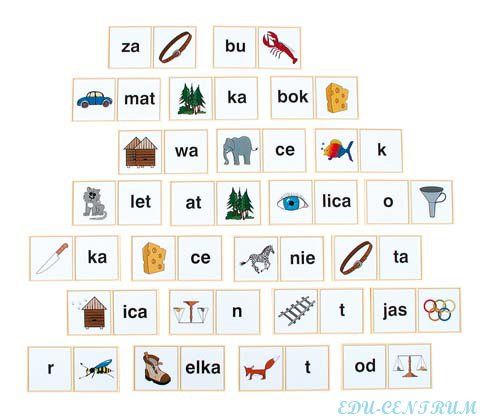 za bu
mat ka bok
wa ce k
let at lica o
ka ce nie ta
ica n t jas
r elka t od
EDU-CENTRUM